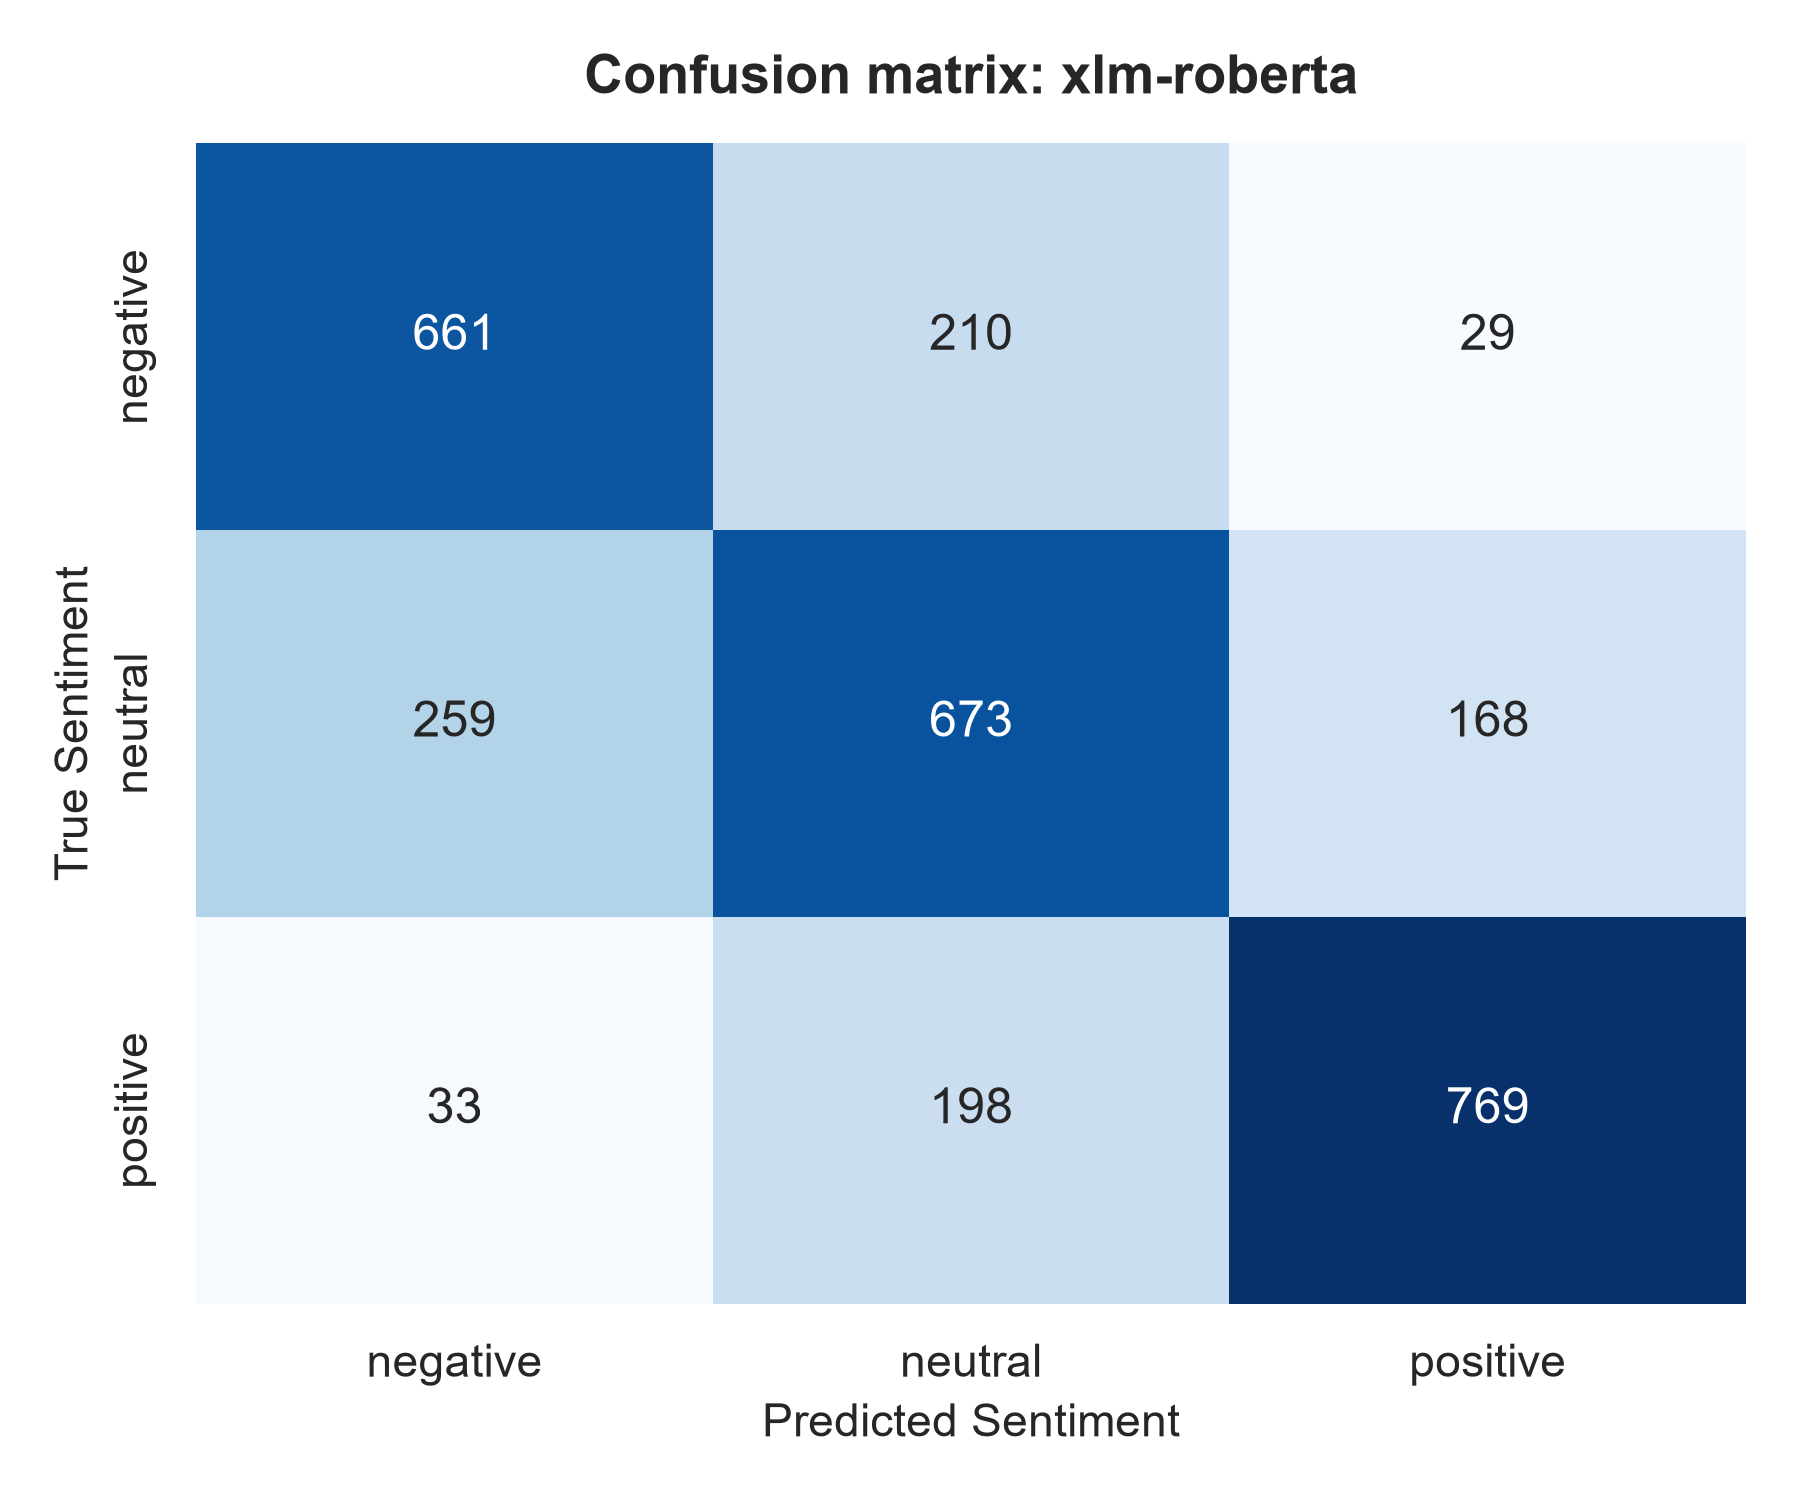 Confusion matrix: xlm-roberta
True Sentiment
negative
661 210 29
neutral
259 673 168
positive
33 198 769
negative neutral positive
Predicted Sentiment